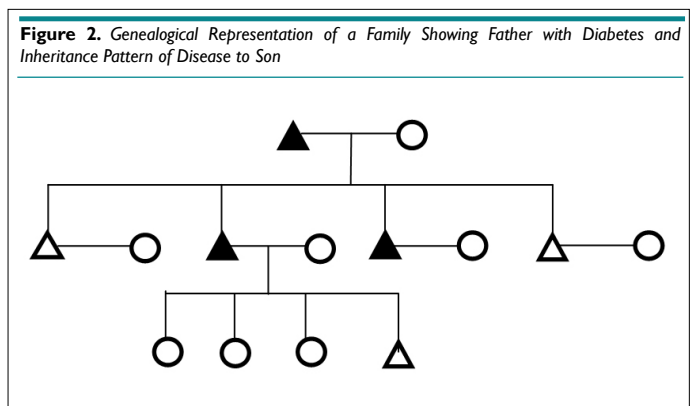 Figure 2. Genealogical Representation of a Family Showing Father with Diabetes and
Inheritance Pattern of Disease to Son